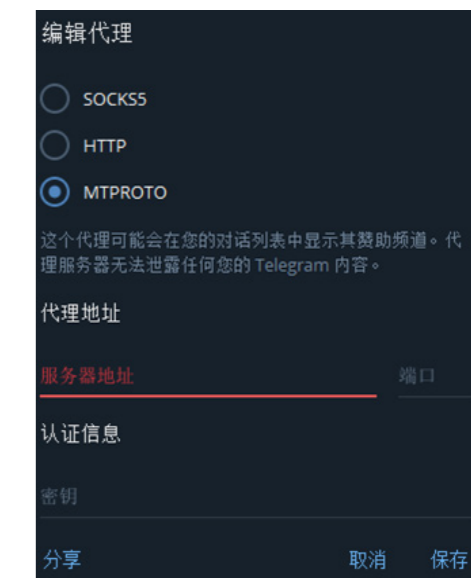 编辑代理
SOCKS5
HTTP
MTPROTO
这个代理可能会在您的对话列表中显示其赞助频道。代
理服务器无法泄露任何您的 Telegram 内容。
代理地址
服务器地址 端口
认证信息
密钥
分享 取消 保存